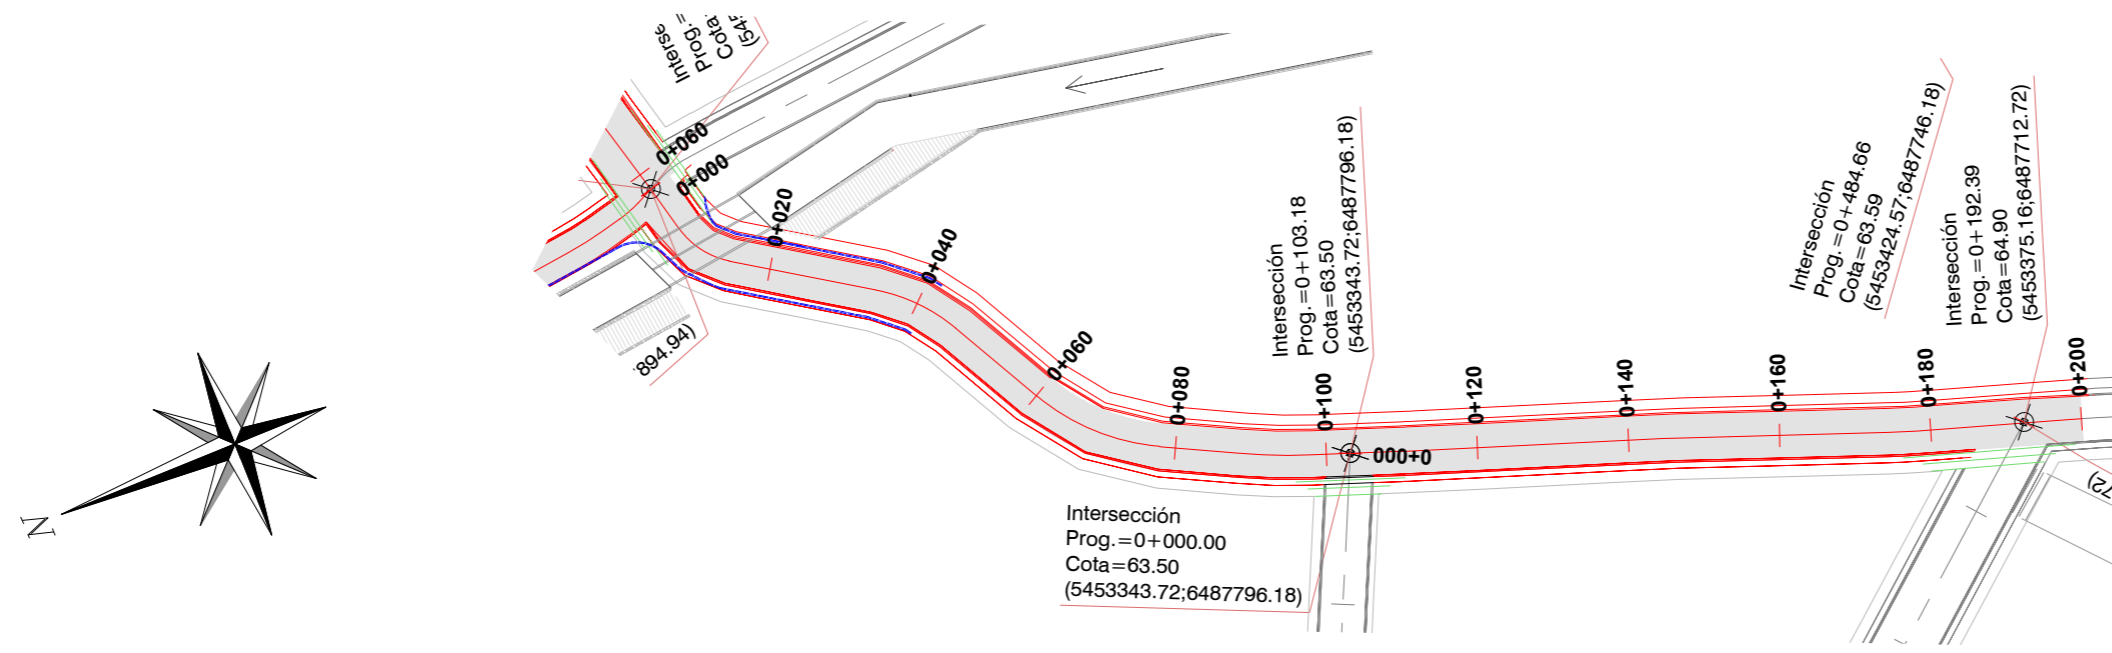 Prog.=
Cota
0+060
0+000
0+020
0+040
0+060
0+080
0+100
0+120
0+140
0+160
0+180
0+200
000+0
894.94)
Intersección
Prog.=0+103.18
Cota=63.50
(5453343.72;6487796.18)
Intersección
Prog.=0+484.66
Cota=63.59
(5453424.57;6487746.18)
Intersección
Prog.=0+192.39
Cota=64.90
(5453375.16;6487712.72)
Intersección
Prog.=0+000.00
Cota=63.50
(5453343.72;6487796.18)
72)
N